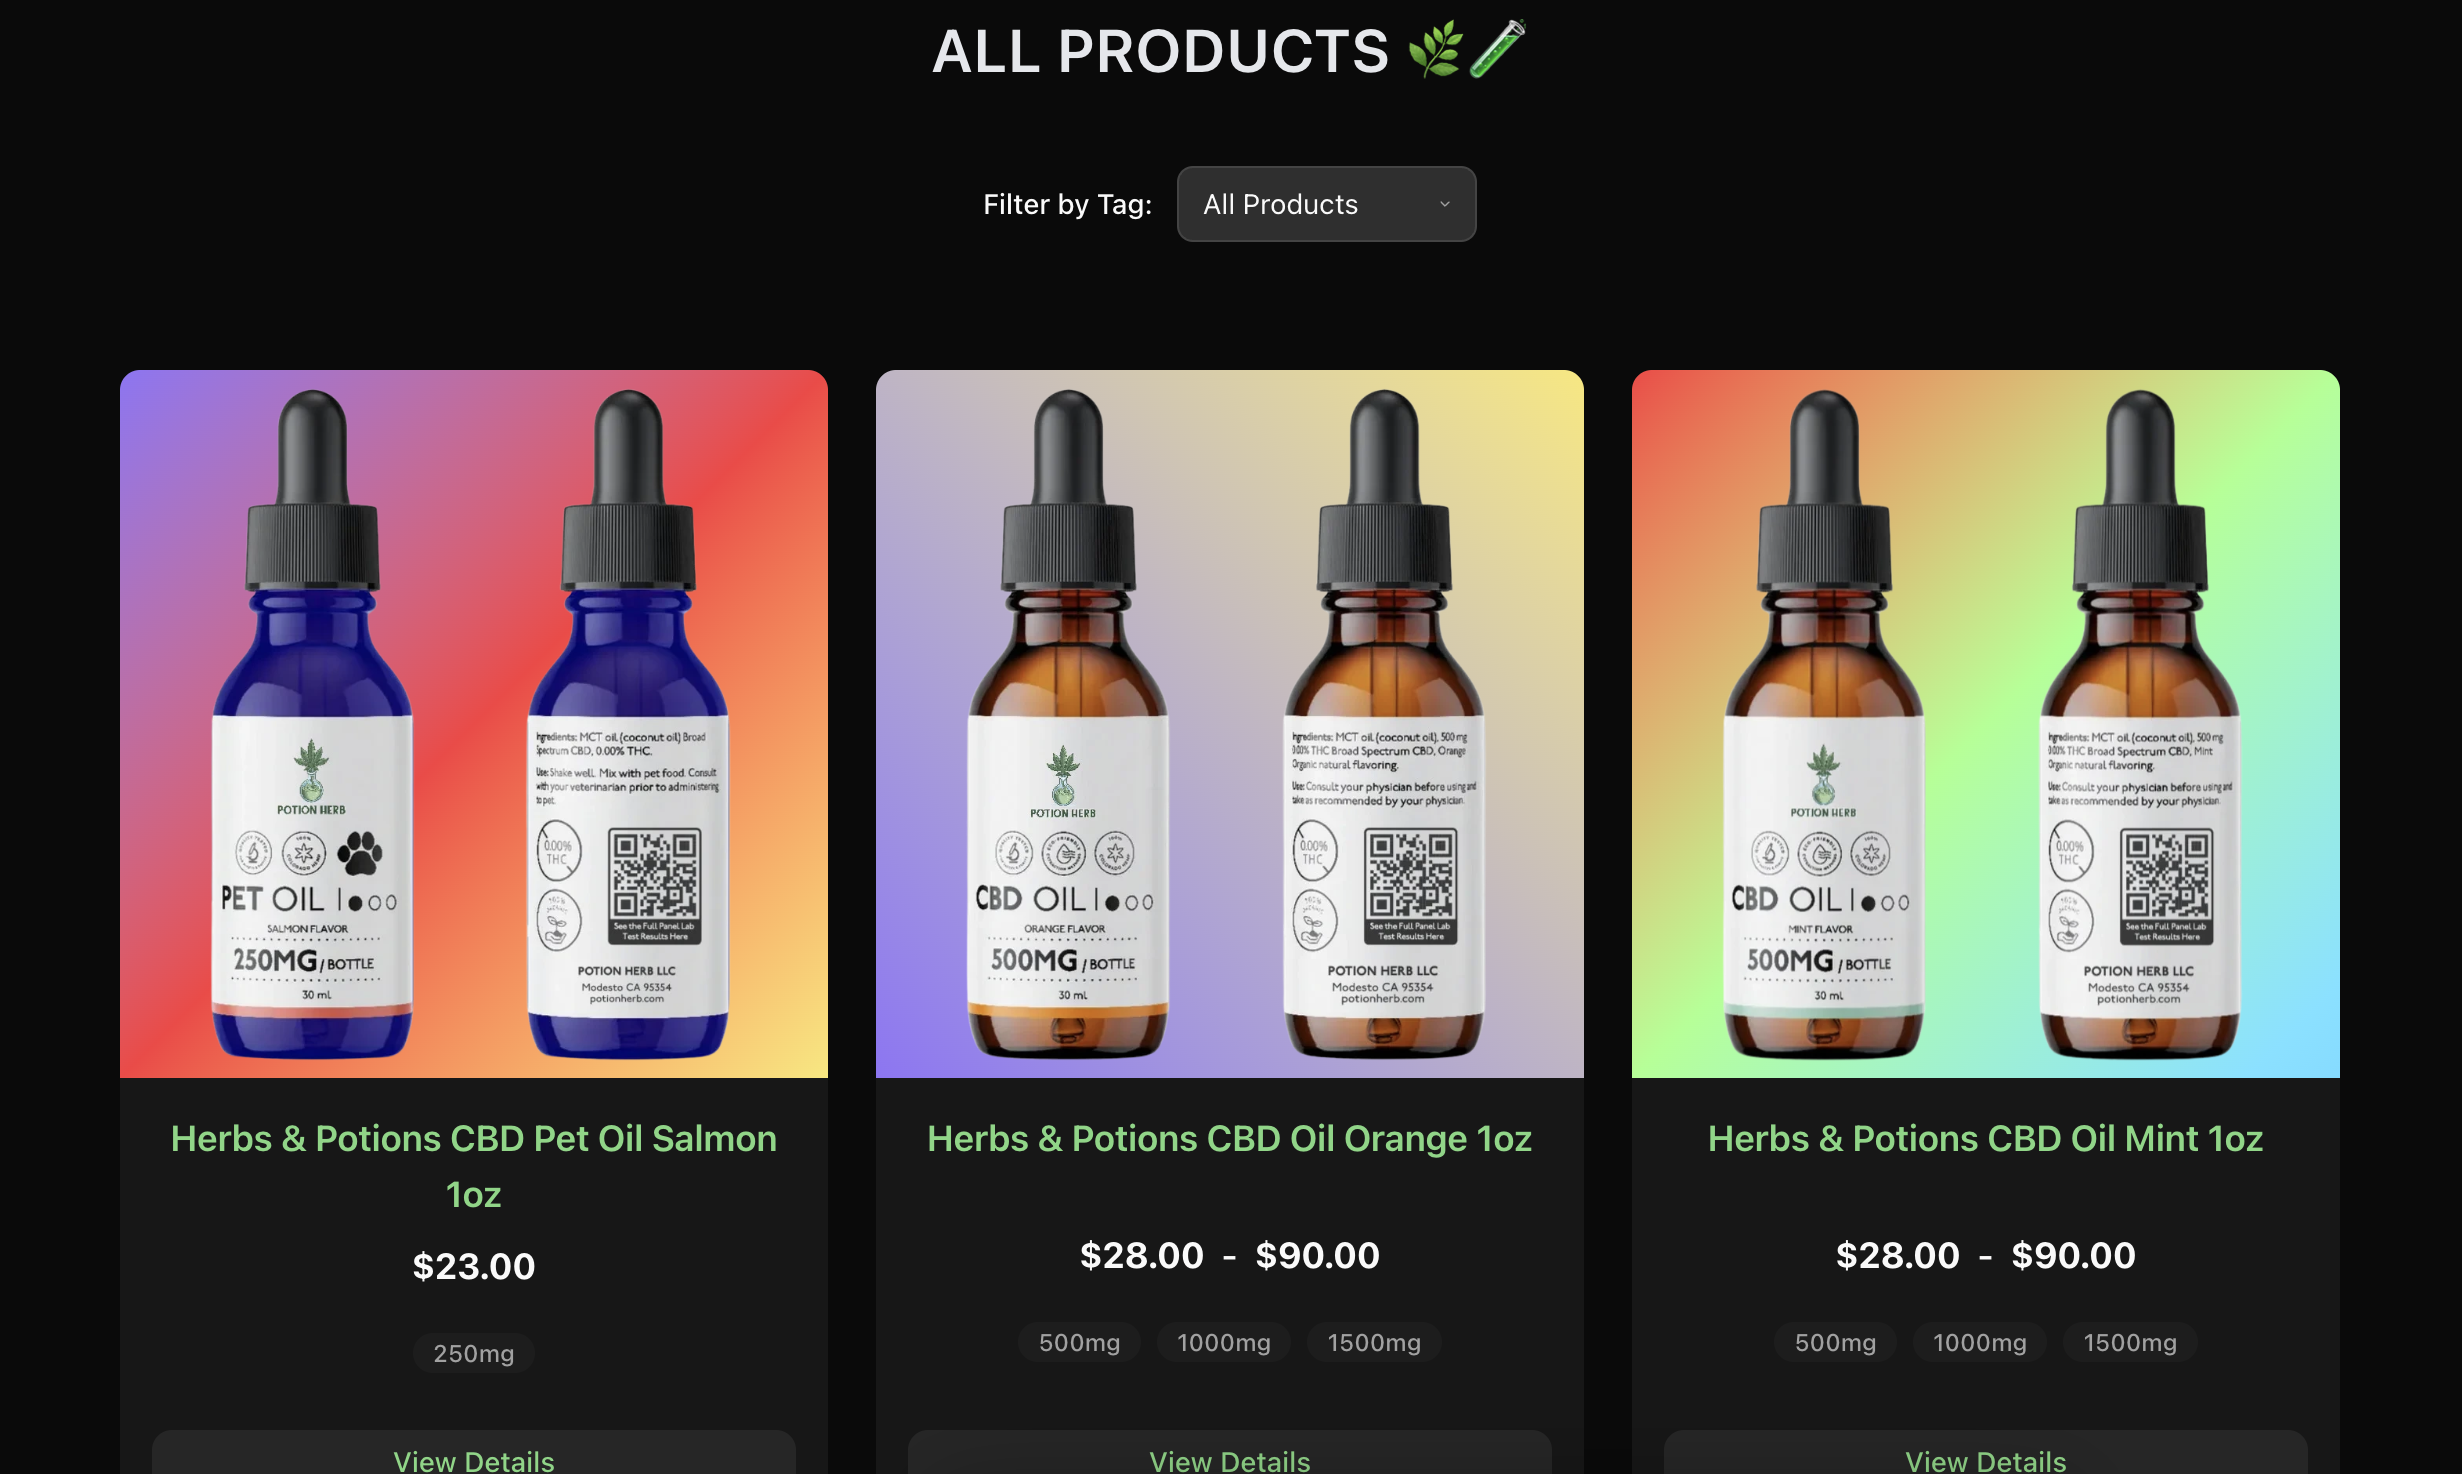 ALL PRODUCTS
Filter by Tag: All Products
POTION HERB
PET OIL
SALMON FLAVOR
250MG / BOTTLE
30 mL
Ingredients: MCT oil (coconut oil) Broad
Spectrum CBD, 0.00% THC.
Use: Shake well. Mix with pet food. Consult
with your veterinarian prior to administering
to pet.
0.00%
THC
See the Full Panel Lab
Test Results Here
POTION HERB LLC
Modesto CA 95354
potionherb.com
POTION HERB
CBD OIL
ORANGE FLAVOR
500MG / BOTTLE
30 mL
Ingredients: MCT oil (coconut oil), 500 mg
0.00% THC Broad Spectrum CBD, Orange
Organic natural flavoring.
Use: Consult your physician before using and
take as recommended by your physician.
0.00%
THC
See the Full Panel Lab
Test Results Here
POTION HERB LLC
Modesto CA 95354
potionherb.com
POTION HERB
CBD OIL
MINT FLAVOR
500MG / BOTTLE
30 mL
Ingredients: MCT oil (coconut oil), 500 mg
0.00% THC Broad Spectrum CBD, Mint
Organic natural flavoring.
Use: Consult your physician before using and
take as recommended by your physician.
0.00%
THC
See the Full Panel Lab
Test Results Here
POTION HERB LLC
Modesto CA 95354
potionherb.com
Herbs & Potions CBD Pet Oil Salmon
1oz
$23.00
250mg
View Details
Herbs & Potions CBD Oil Orange 1oz
$28.00 - $90.00
500mg 1000mg 1500mg
View Details
Herbs & Potions CBD Oil Mint 1oz
$28.00 - $90.00
500mg 1000mg 1500mg
View Details